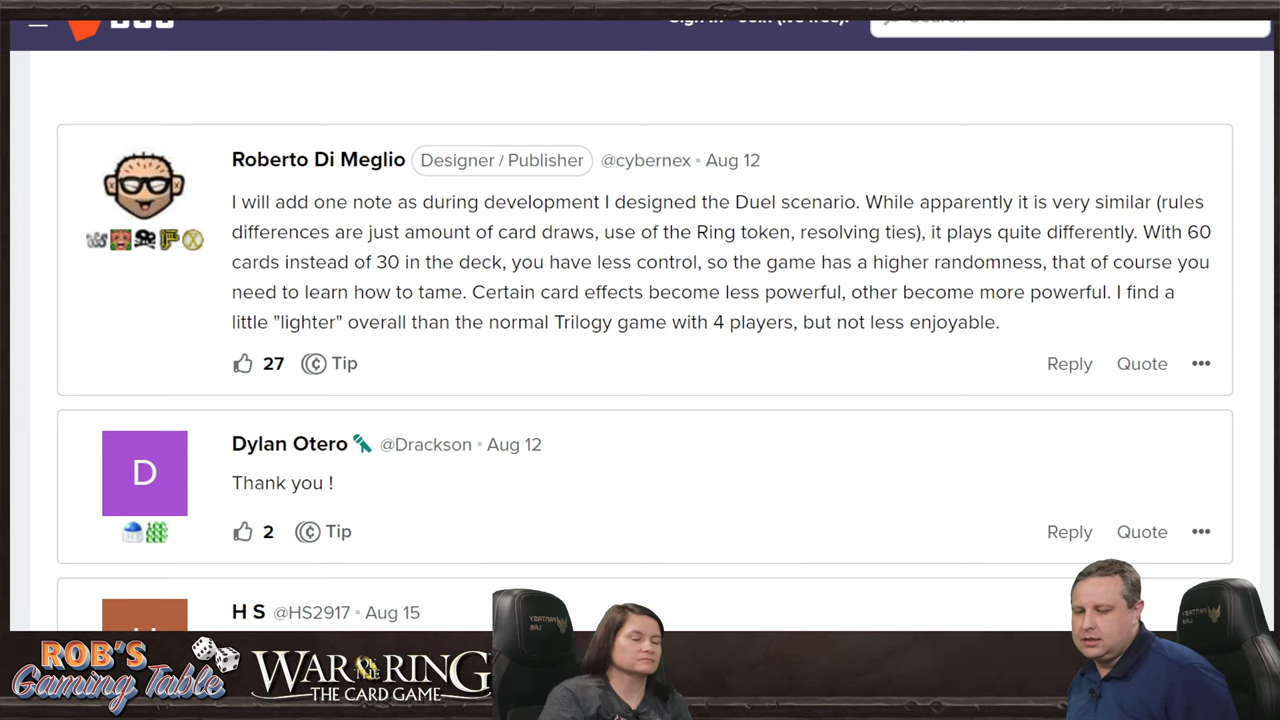 Roberto Di Meglio Designer / Publisher @cybernex • Aug 12
I will add one note as during development I designed the Duel scenario. While apparently it is very similar (rules
differences are just amount of card draws, use of the Ring token, resolving ties), it plays quite differently. With 60
cards instead of 30 in the deck, you have less control, so the game has a higher randomness, that of course you
need to learn how to tame. Certain card effects become less powerful, other become more powerful. I find a
little "lighter" overall than the normal Trilogy game with 4 players, but not less enjoyable.
27 Tip Reply Quote •••
D
Dylan Otero @Drackson • Aug 12
Thank you !
2 Tip Reply Quote •••
H S @HS2917 • Aug 15
ROB'S
Gaming Table
WAR OF THE RING
THE CARD GAME